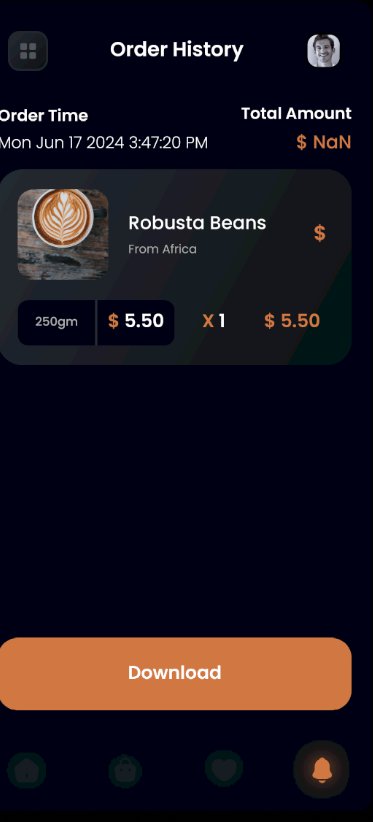 Order History
Order Time
Total Amount
Mon Jun 17 2024 3:47:20 PM
$ NaN
Robusta Beans
From Africa
$
250gm
$ 5.50
X 1
$ 5.50
Download